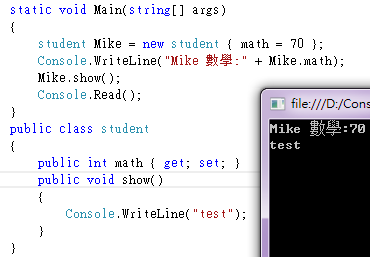 static void Main(string[] args)
{
student Mike = new student { math = 70 };
Console.WriteLine("Mike 數學:" + Mike.math);
Mike.show();
Console.Read();
}
public class student
{
public int math { get; set; }
public void show()
{
Console.WriteLine("test");
}
}
file:///D:/Cons
Mike 數學:70
test